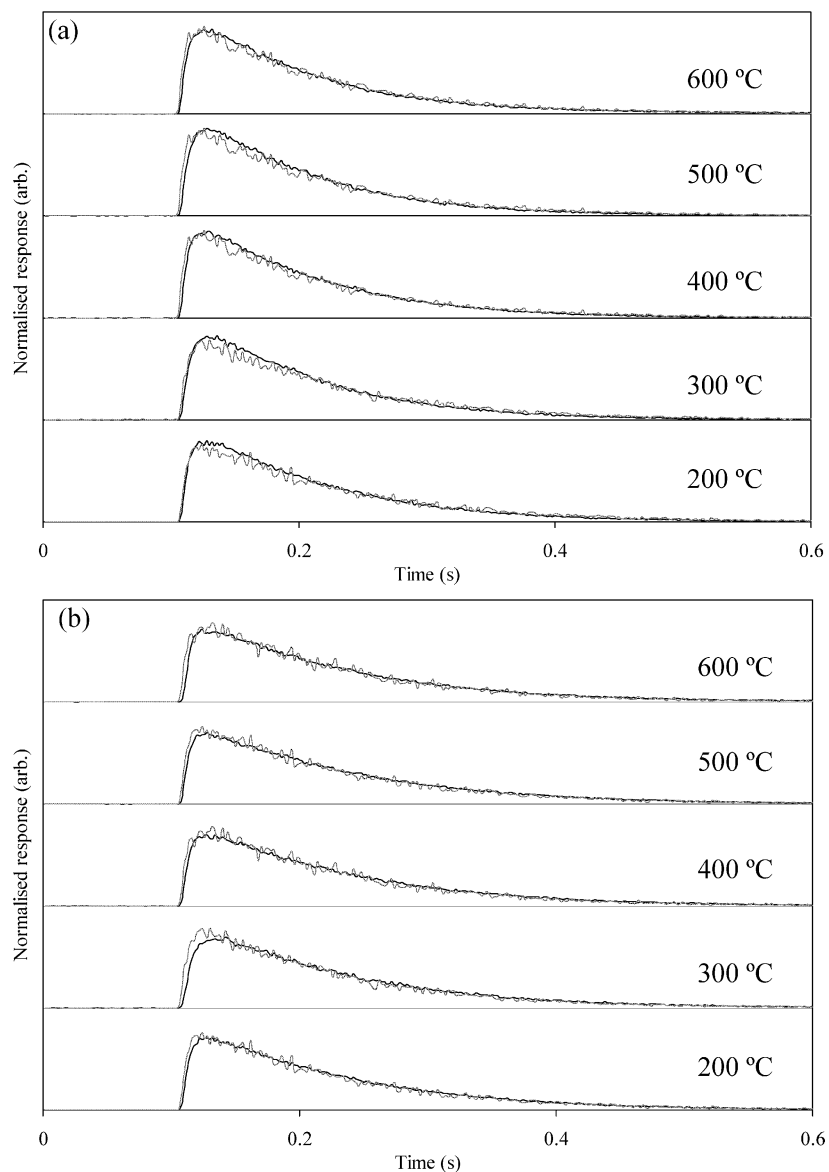 (a)
600 ºC
500 ºC
400 ºC
300 ºC
200 ºC
Normalised response (arb.)
0 0.2 0.4 0.6
Time (s)
(b)
600 ºC
500 ºC
400 ºC
300 ºC
200 ºC
Normalised response (arb.)
0 0.2 0.4 0.6
Time (s)